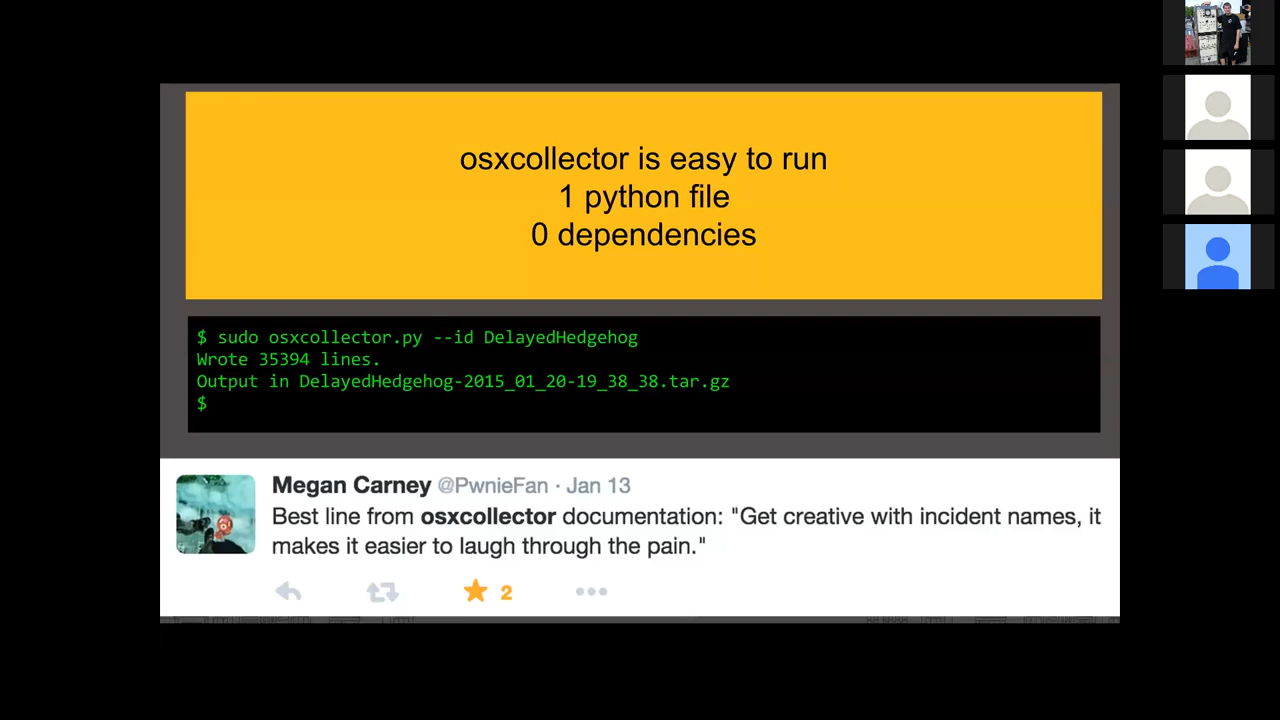 osxcollector is easy to run
1 python file
0 dependencies
$ sudo osxcollector.py --id DelayedHedgehog
Wrote 35394 lines.
Output in DelayedHedgehog-2015_01_20-19_38_38.tar.gz
$
Megan Carney @PwnieFan · Jan 13
Best line from osxcollector documentation: "Get creative with incident names, it
makes it easier to laugh through the pain."
2